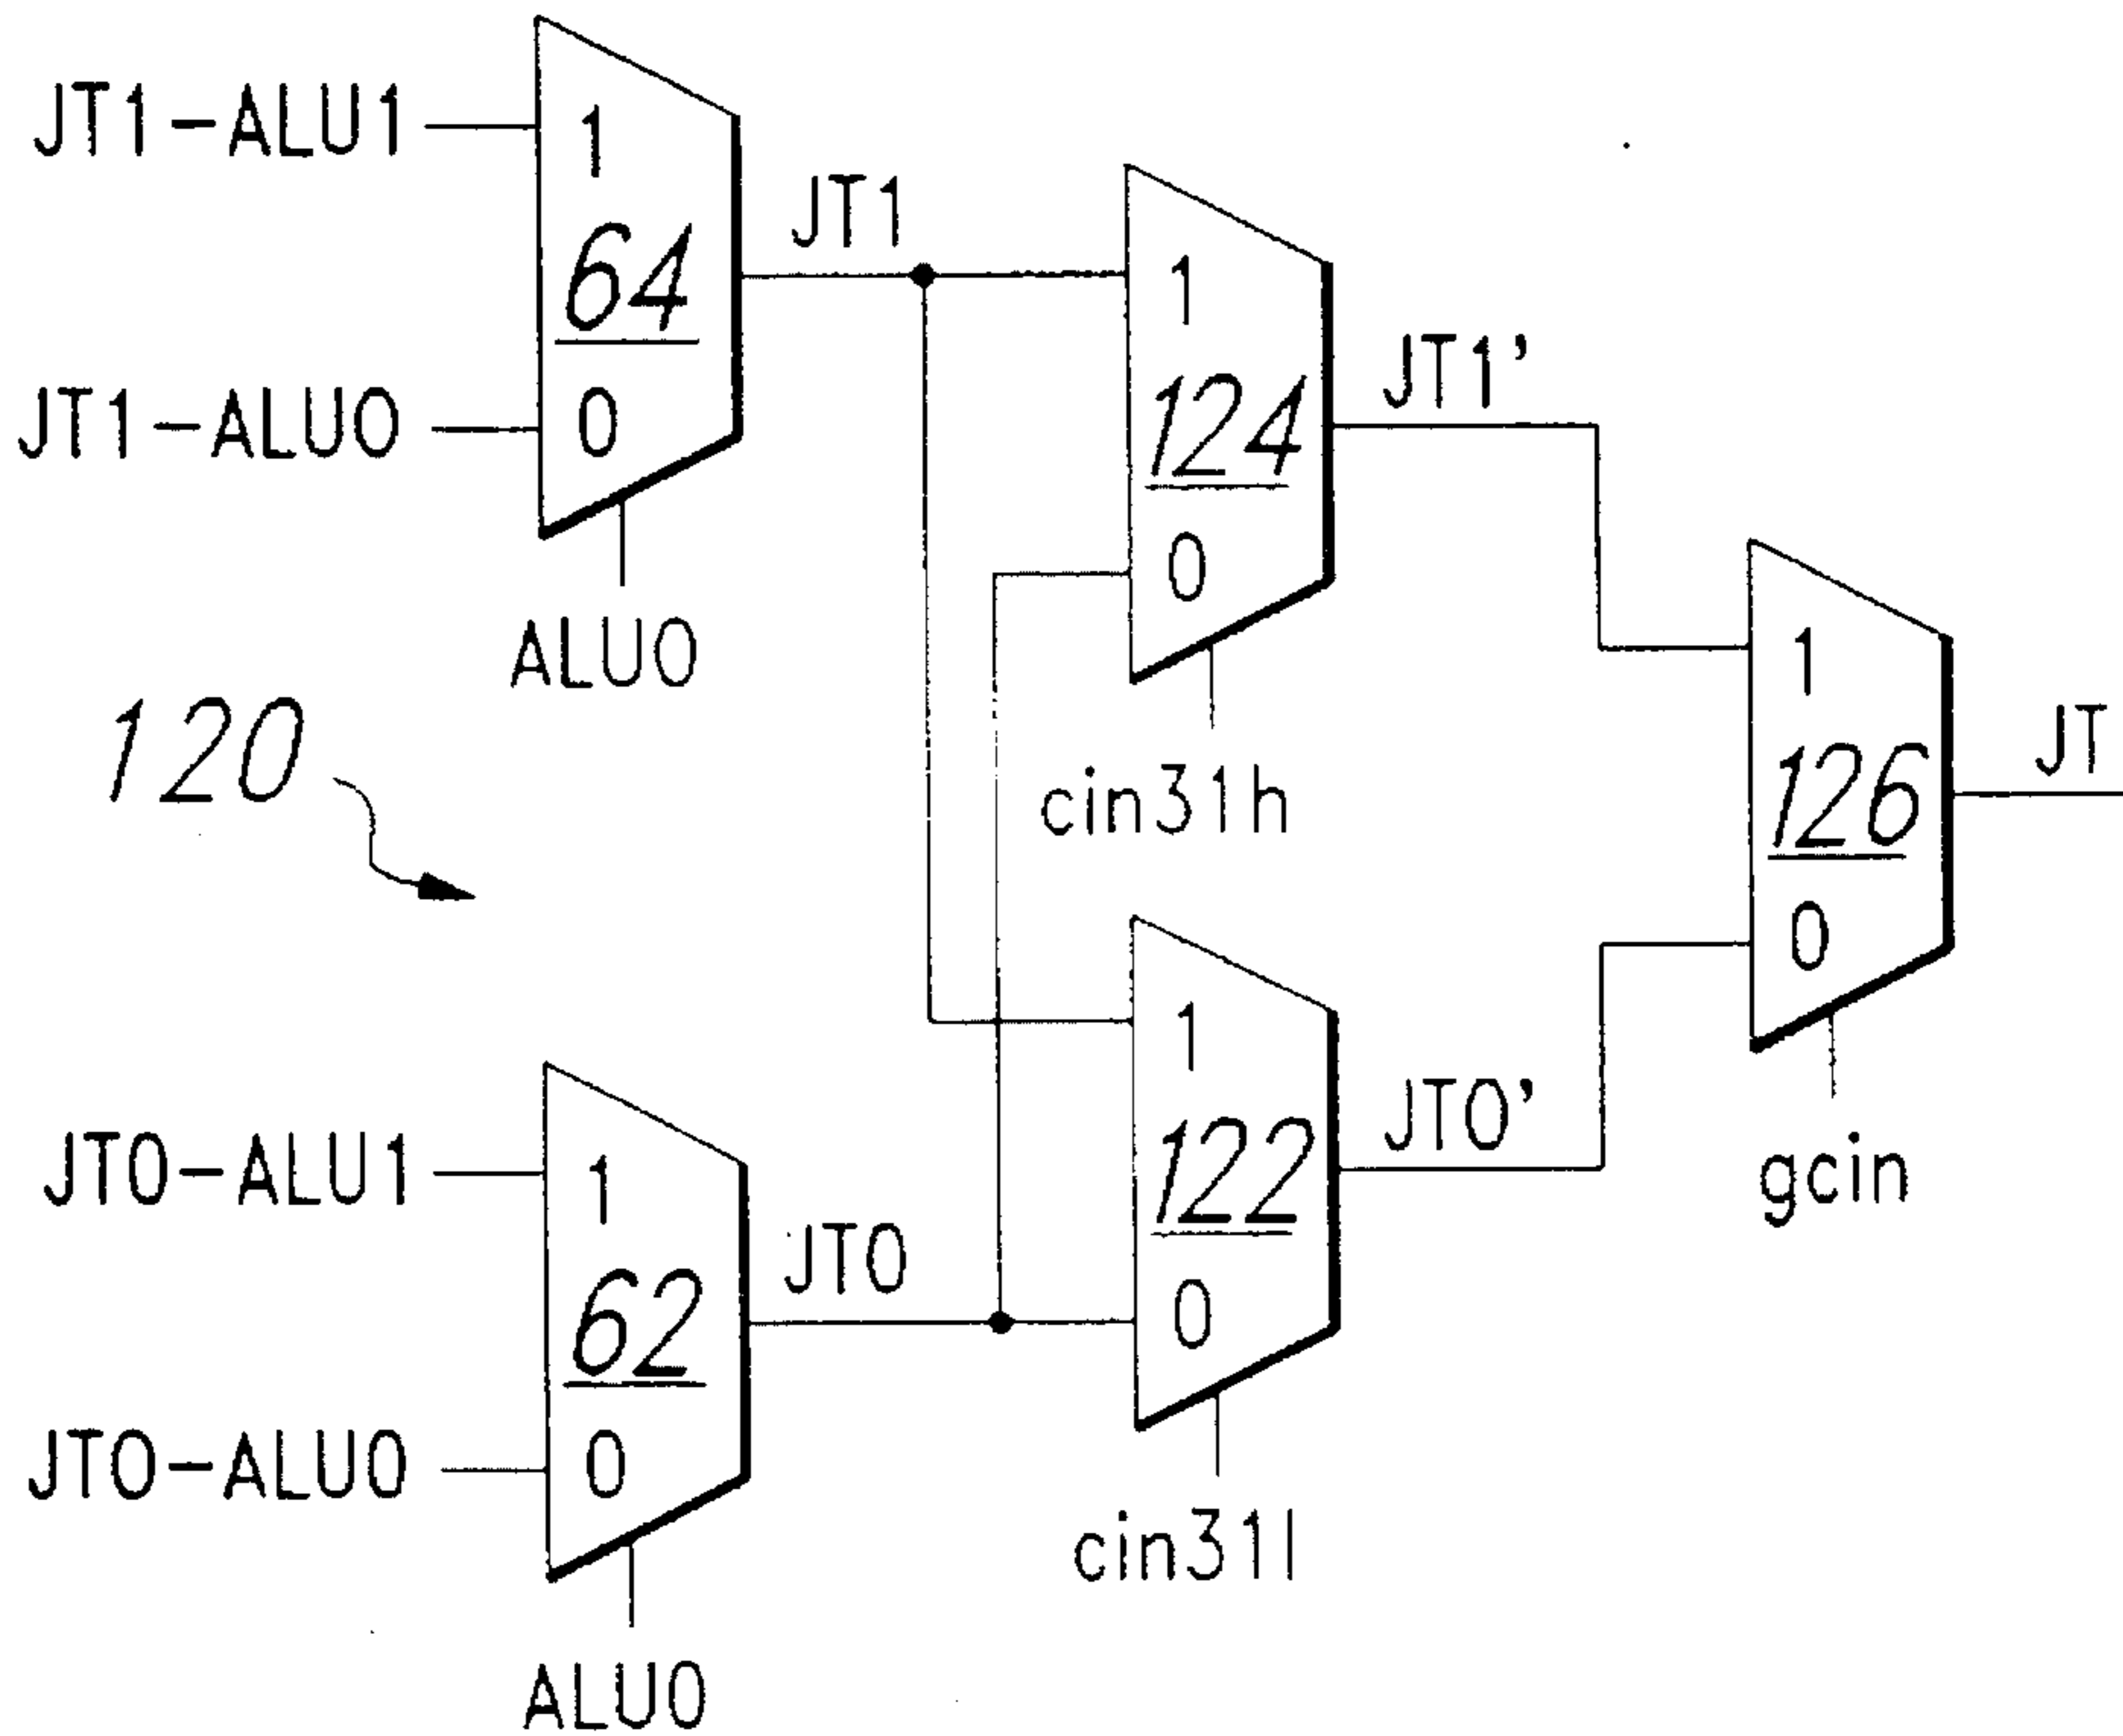 JT1-ALU1
1
64
JT1
JT1-ALU0
0
1
124
JT1'
0
ALU0
120
cin31h
1
126
JT
0
JT0-ALU1
1
62
JT0
1
122
JT0'
gcin
0
JT0-ALU0
0
cin31l
ALU0